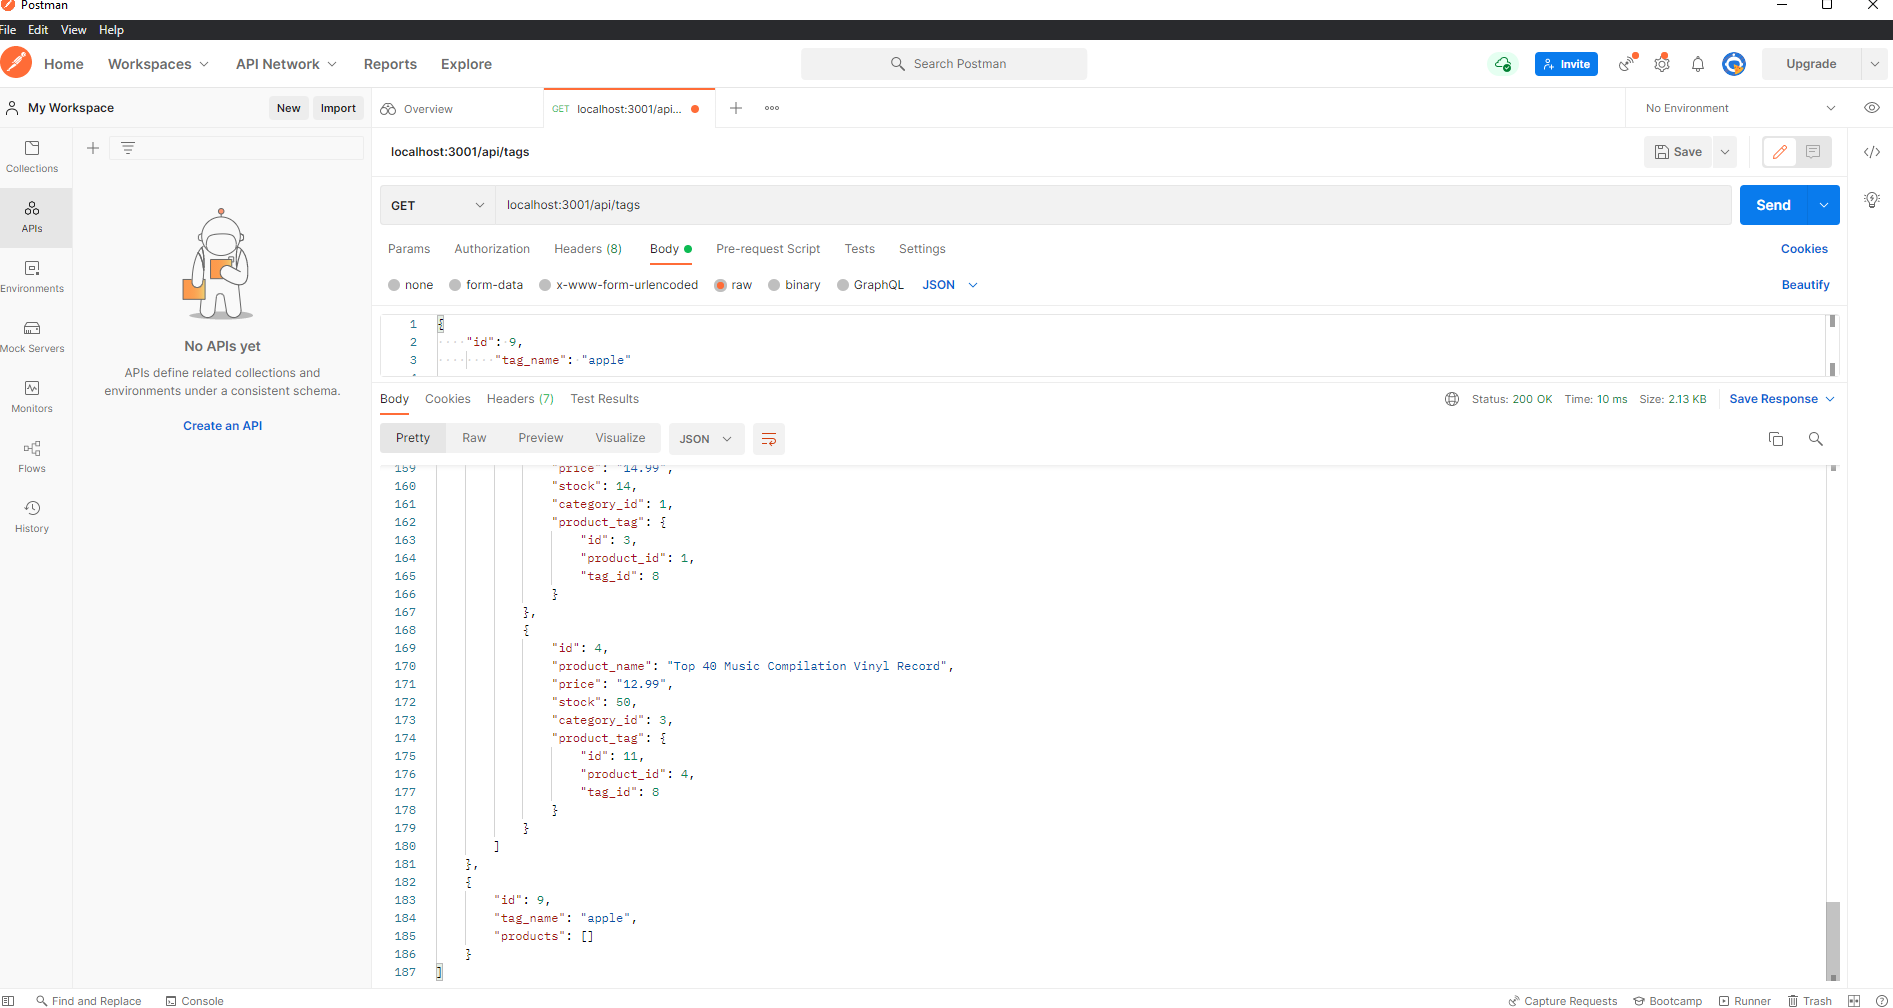 Postman
File Edit View Help
Home Workspaces API Network Reports Explore Search Postman Invite Upgrade
My Workspace New Import Overview GET localhost:3001/api... No Environment
Collections
APIs
Environments
Mock Servers
Monitors
Flows
History
No APIs yet
APIs define related collections and
environments under a consistent schema.
Create an API
localhost:3001/api/tags Save
GET localhost:3001/api/tags Send
Params Authorization Headers (8) Body Pre-request Script Tests Settings Cookies
none form-data x-www-form-urlencoded raw binary GraphQL JSON Beautify
1 {
2 "id": 9,
3 "tag_name": "apple"
Body Cookies Headers (7) Test Results Status: 200 OK Time: 10 ms Size: 2.13 KB Save Response
Pretty Raw Preview Visualize JSON
159 "price": "14.99",
160 "stock": 14,
161 "category_id": 1,
162 "product_tag": {
163 "id": 3,
164 "product_id": 1,
165 "tag_id": 8
166 }
167 },
168 {
169 "id": 4,
170 "product_name": "Top 40 Music Compilation Vinyl Record",
171 "price": "12.99",
172 "stock": 50,
173 "category_id": 3,
174 "product_tag": {
175 "id": 11,
176 "product_id": 4,
177 "tag_id": 8
178 }
179 }
180 ]
181 },
182 {
183 "id": 9,
184 "tag_name": "apple",
185 "products": []
186 }
187 ]
Find and Replace Console Capture Requests Bootcamp Runner Trash